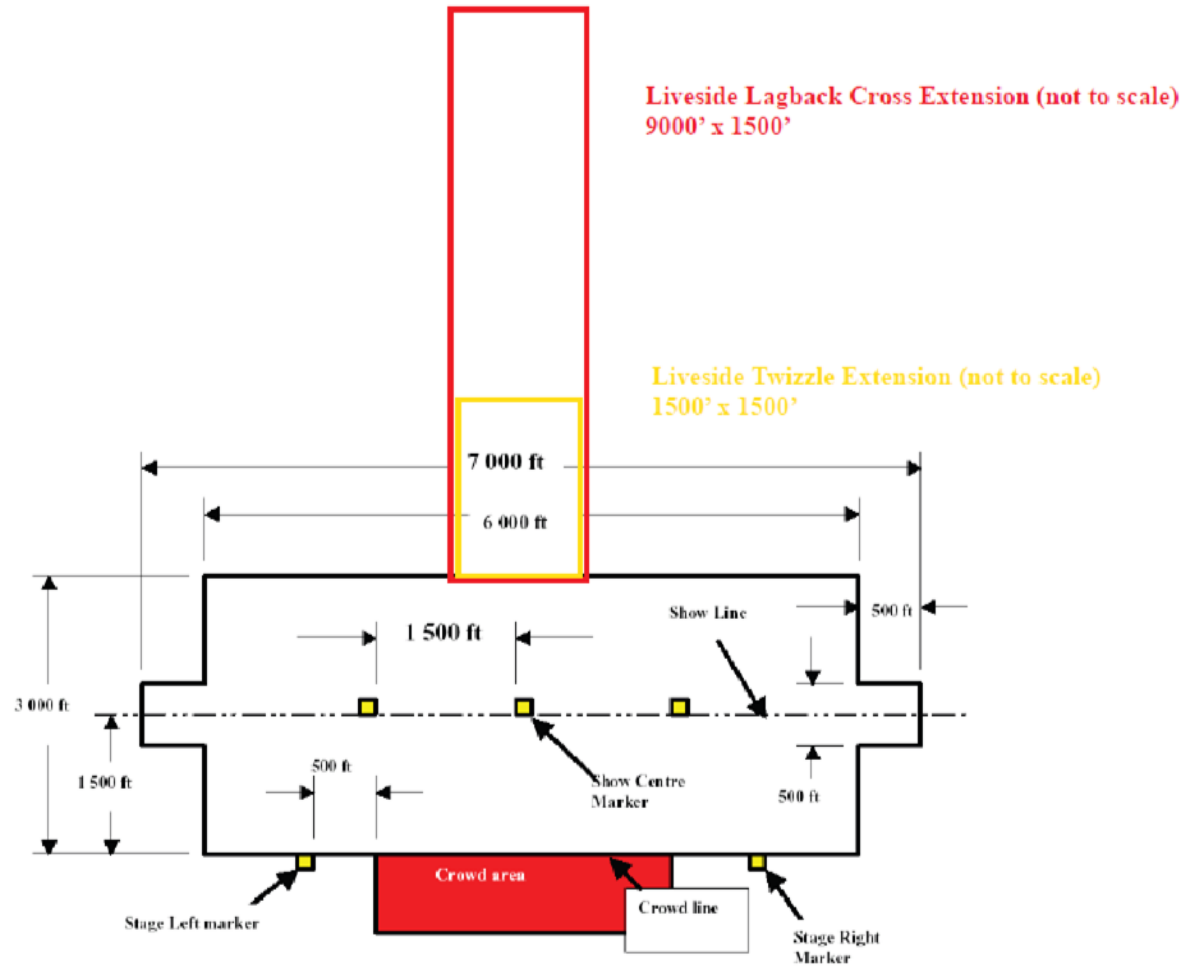 Liveside Lagback Cross Extension (not to scale)
9000’ x 1500’
Liveside Twizzle Extension (not to scale)
1500’ x 1500’
7 000 ft
6 000 ft
500 ft
Show Line
1 500 ft
3 000 ft
500 ft
1 500 ft
Show Centre
Marker
500 ft
Crowd area
Crowd line
Stage Left marker
Stage Right
Marker